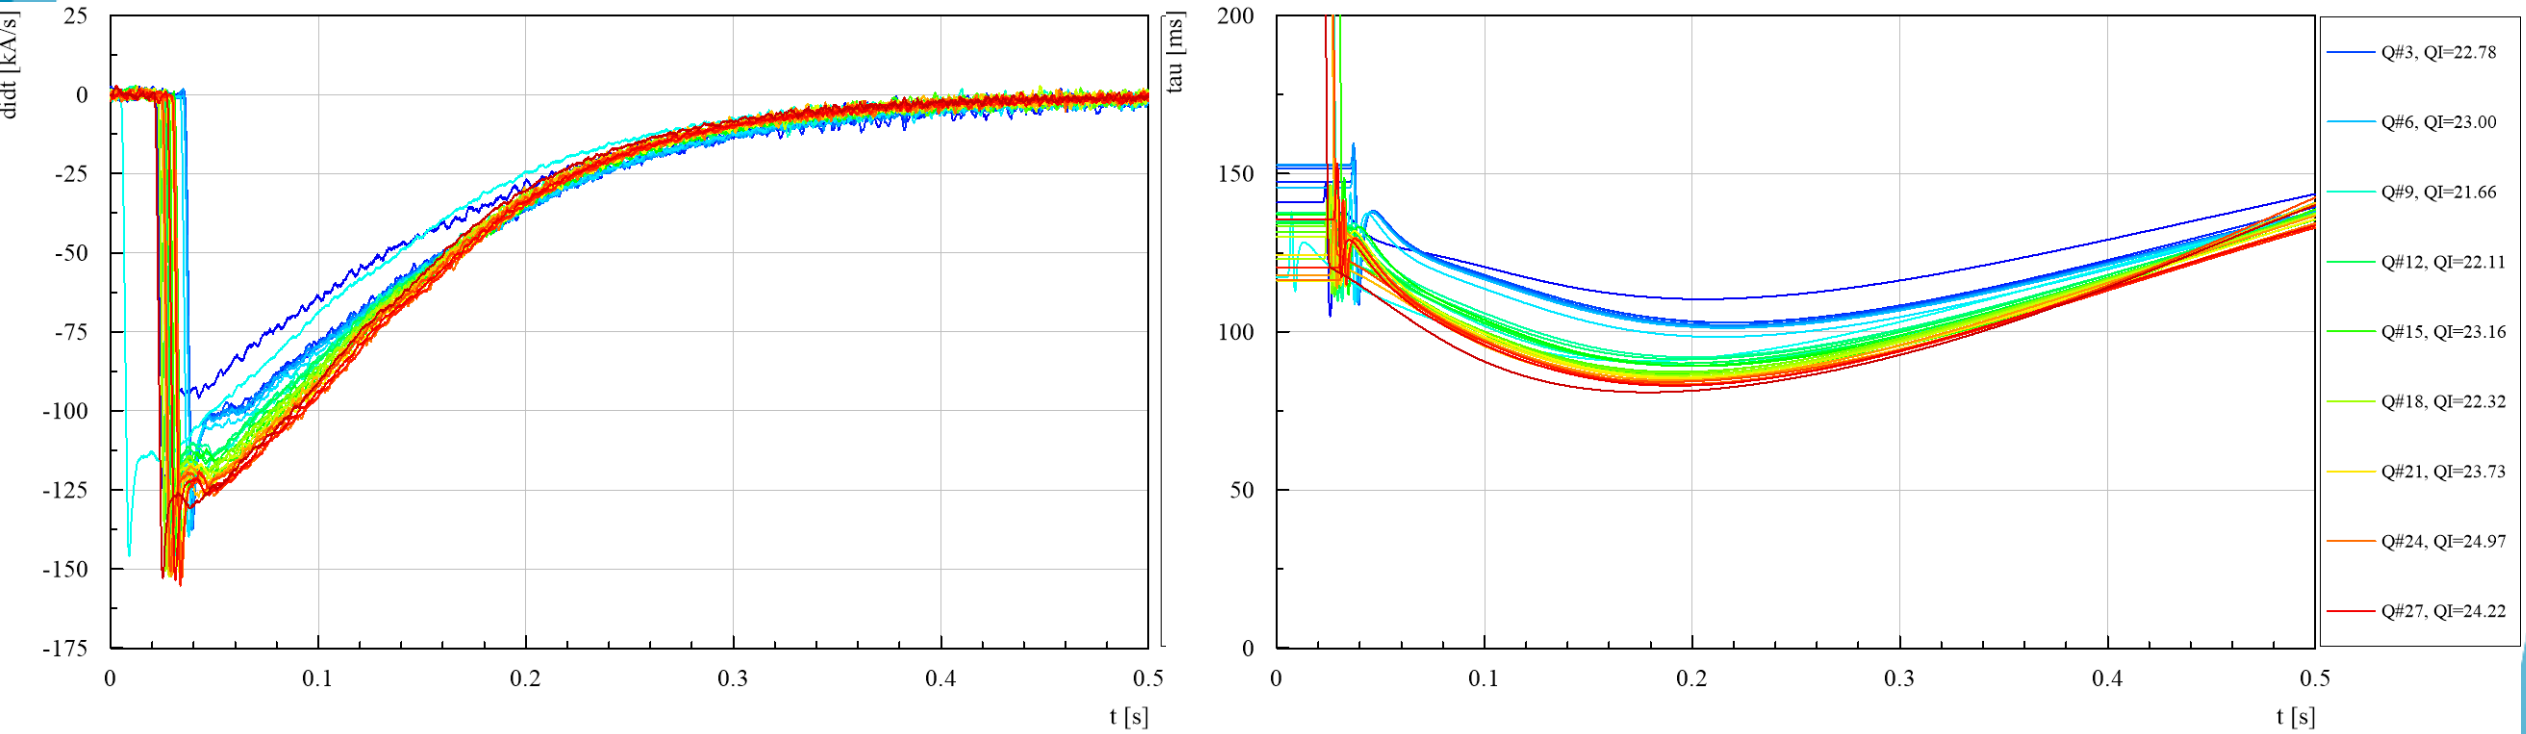 didt [kA/s]
25
0
-25
-50
-75
-100
-125
-150
-175
0
0.1
0.2
0.3
0.4
0.5
t [s]
tau [ms]
200
150
100
50
0
0
0.1
0.2
0.3
0.4
0.5
t [s]
Q#3, QI=22.78
Q#6, QI=23.00
Q#9, QI=21.66
Q#12, QI=22.11
Q#15, QI=23.16
Q#18, QI=22.32
Q#21, QI=23.73
Q#24, QI=24.97
Q#27, QI=24.22